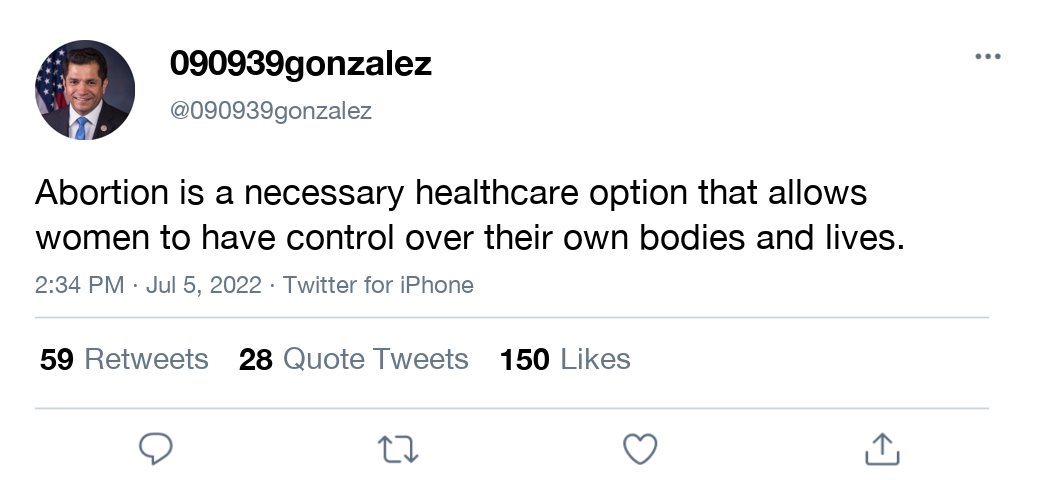 090939gonzalez
@090939gonzalez
Abortion is a necessary healthcare option that allows
women to have control over their own bodies and lives.
2:34 PM · Jul 5, 2022 · Twitter for iPhone
59 Retweets 28 Quote Tweets 150 Likes